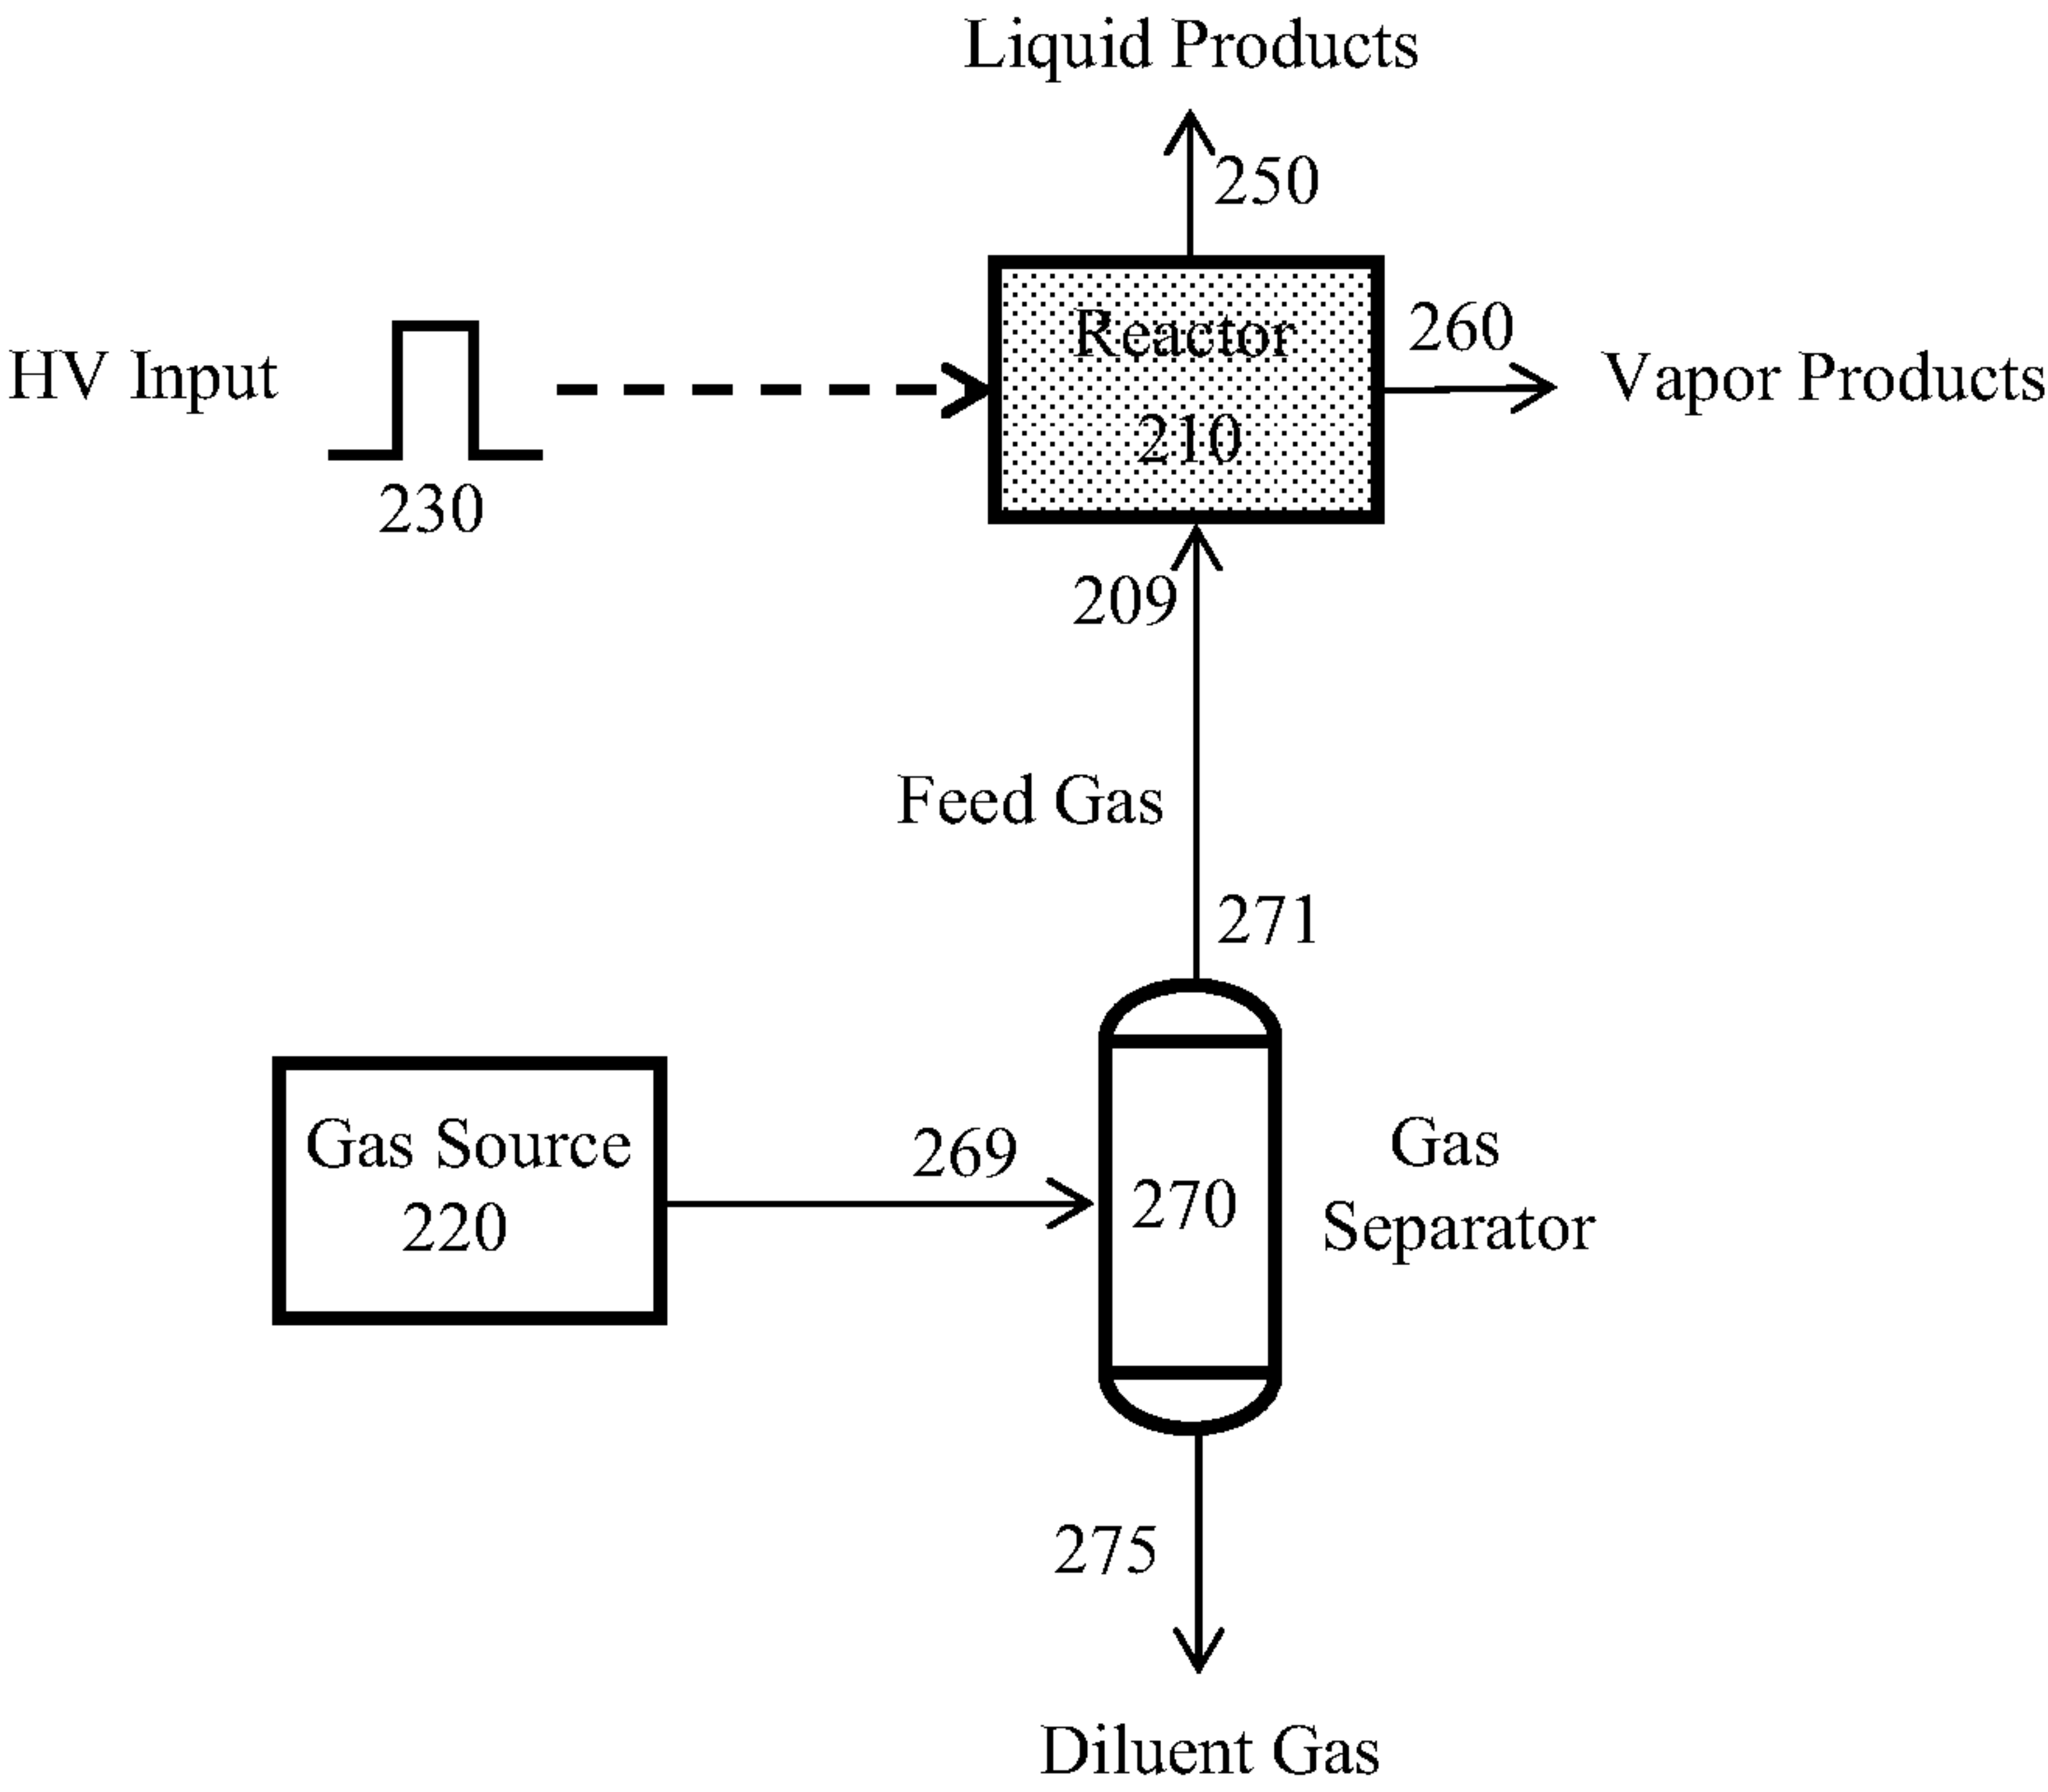 Liquid Products
250
HV Input
230
Reactor
210
260
Vapor Products
209
Feed Gas
271
Gas Source
220
269
270
Gas
Separator
275
Diluent Gas